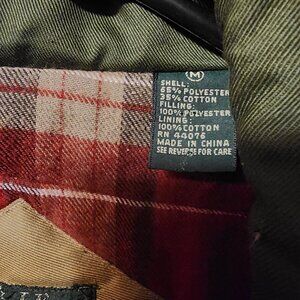 M
SHELL:
65% POLYESTER
35% COTTON
FILLING:
100% POLYESTER
LINING:
100% COTTON
RN 44076
MADE IN CHINA
SEE REVERSE FOR CARE